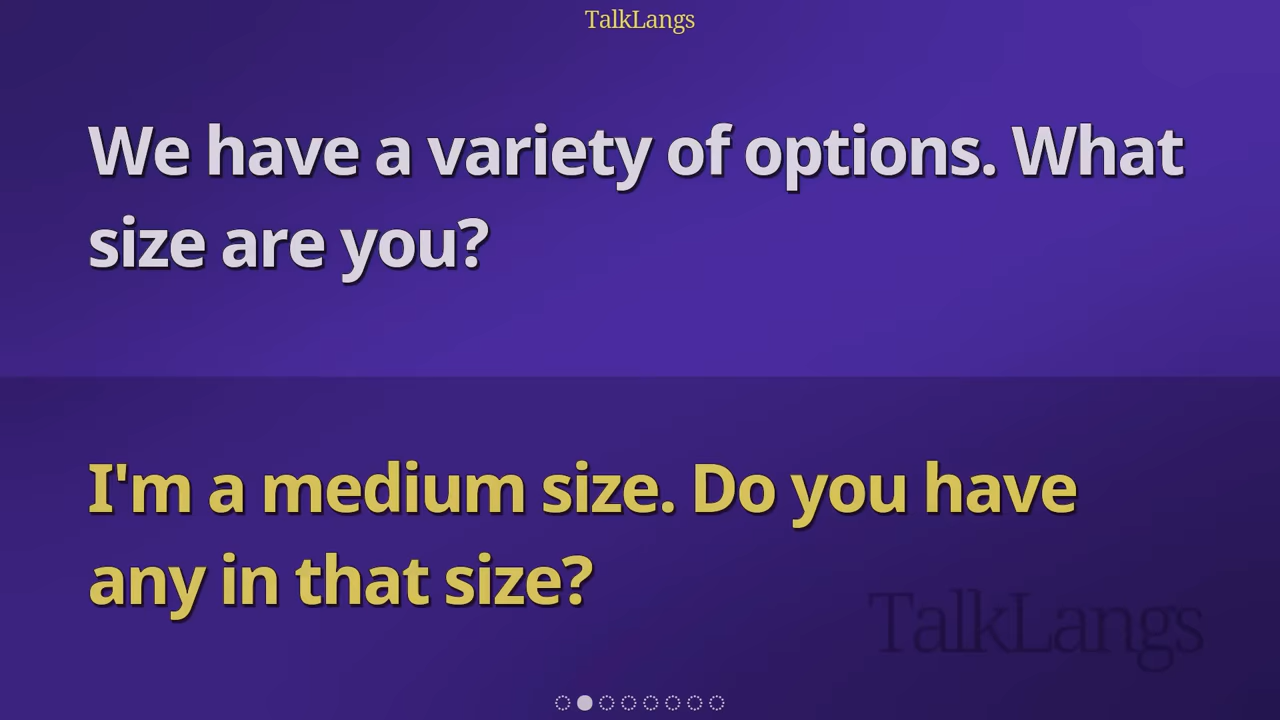 TalkLangs
We have a variety of options. What
size are you?
I'm a medium size. Do you have
any in that size?
TalkLangs